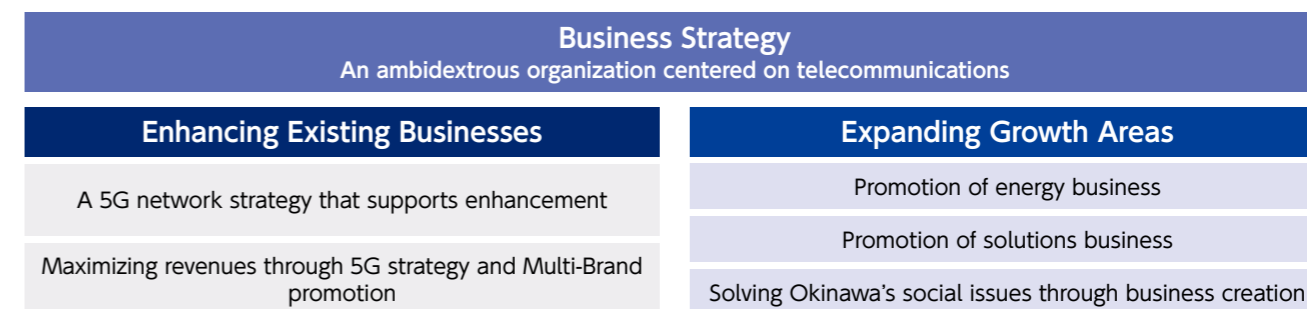 Business Strategy
An ambidextrous organization centered on telecommunications
Enhancing Existing Businesses
A 5G network strategy that supports enhancement
Maximizing revenues through 5G strategy and Multi-Brand
promotion
Expanding Growth Areas
Promotion of energy business
Promotion of solutions business
Solving Okinawa's social issues through business creation